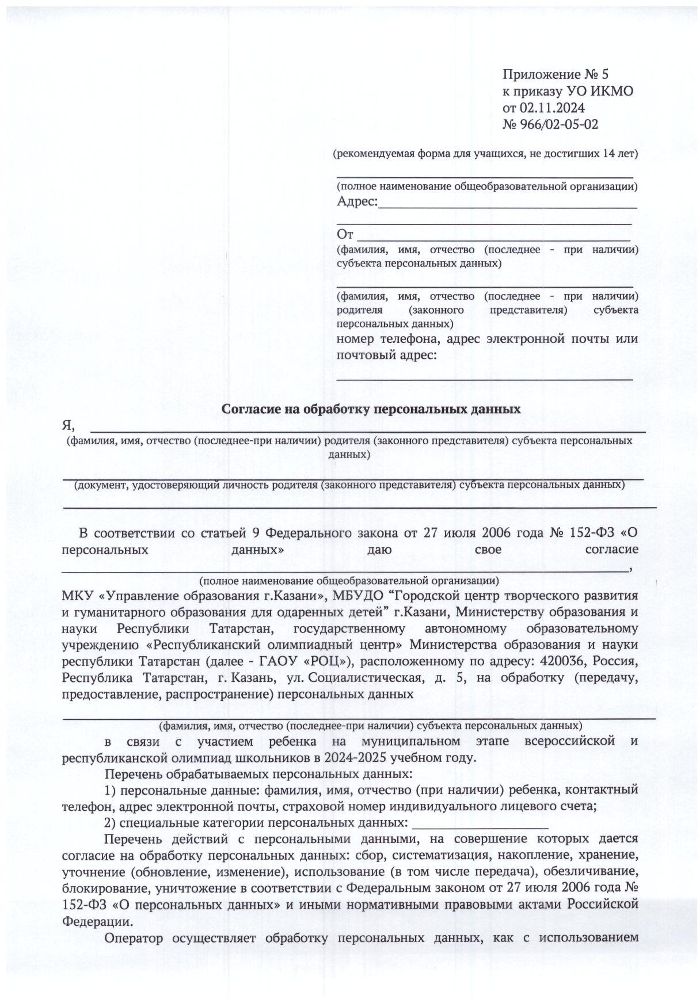 Приложение № 5
к приказу УО ИКМО
от 02.11.2024
№ 966/02-05-02
(рекомендуемая форма для учащихся, не достигших 14 лет)
(полное наименование общеобразовательной организации)
Адрес:
От
(фамилия, имя, отчество (последнее - при наличии)
субъекта персональных данных)
(фамилия, имя, отчество (последнее - при наличии)
родителя (законного представителя) субъекта
персональных данных)
номер телефона, адрес электронной почты или
почтовый адрес:
Согласие на обработку персональных данных
Я,
(фамилия, имя, отчество (последнее-при наличии) родителя (законного представителя) субъекта персональных
данных)
(документ, удостоверяющий личность родителя (законного представителя) субъекта персональных данных)
В соответствии со статьей 9 Федерального закона от 27 июля 2006 года № 152-ФЗ «О
персональных данных» даю свое согласие
,
(полное наименование общеобразовательной организации)
МКУ «Управление образования г.Казани», МБУДО “Городской центр творческого развития
и гуманитарного образования для одаренных детей” г.Казани, Министерству образования и
науки Республики Татарстан, государственному автономному образовательному
учреждению «Республиканский олимпиадный центр» Министерства образования и науки
республики Татарстан (далее - ГАОУ «РОЦ»), расположенному по адресу: 420036, Россия,
Республика Татарстан, г. Казань, ул. Социалистическая, д. 5, на обработку (передачу,
предоставление, распространение) персональных данных
(фамилия, имя, отчество (последнее-при наличии) субъекта персональных данных)
в связи с участием ребенка на муниципальном этапе всероссийской и
республиканской олимпиад школьников в 2024-2025 учебном году.
Перечень обрабатываемых персональных данных:
1) персональные данные: фамилия, имя, отчество (при наличии) ребенка, контактный
телефон, адрес электронной почты, страховой номер индивидуального лицевого счета;
2) специальные категории персональных данных:
Перечень действий с персональными данными, на совершение которых дается
согласие на обработку персональных данных: сбор, систематизация, накопление, хранение,
уточнение (обновление, изменение), использование (в том числе передача), обезличивание,
блокирование, уничтожение в соответствии с Федеральным законом от 27 июля 2006 года №
152-ФЗ «О персональных данных» и иными нормативными правовыми актами Российской
Федерации.
Оператор осуществляет обработку персональных данных, как с использованием